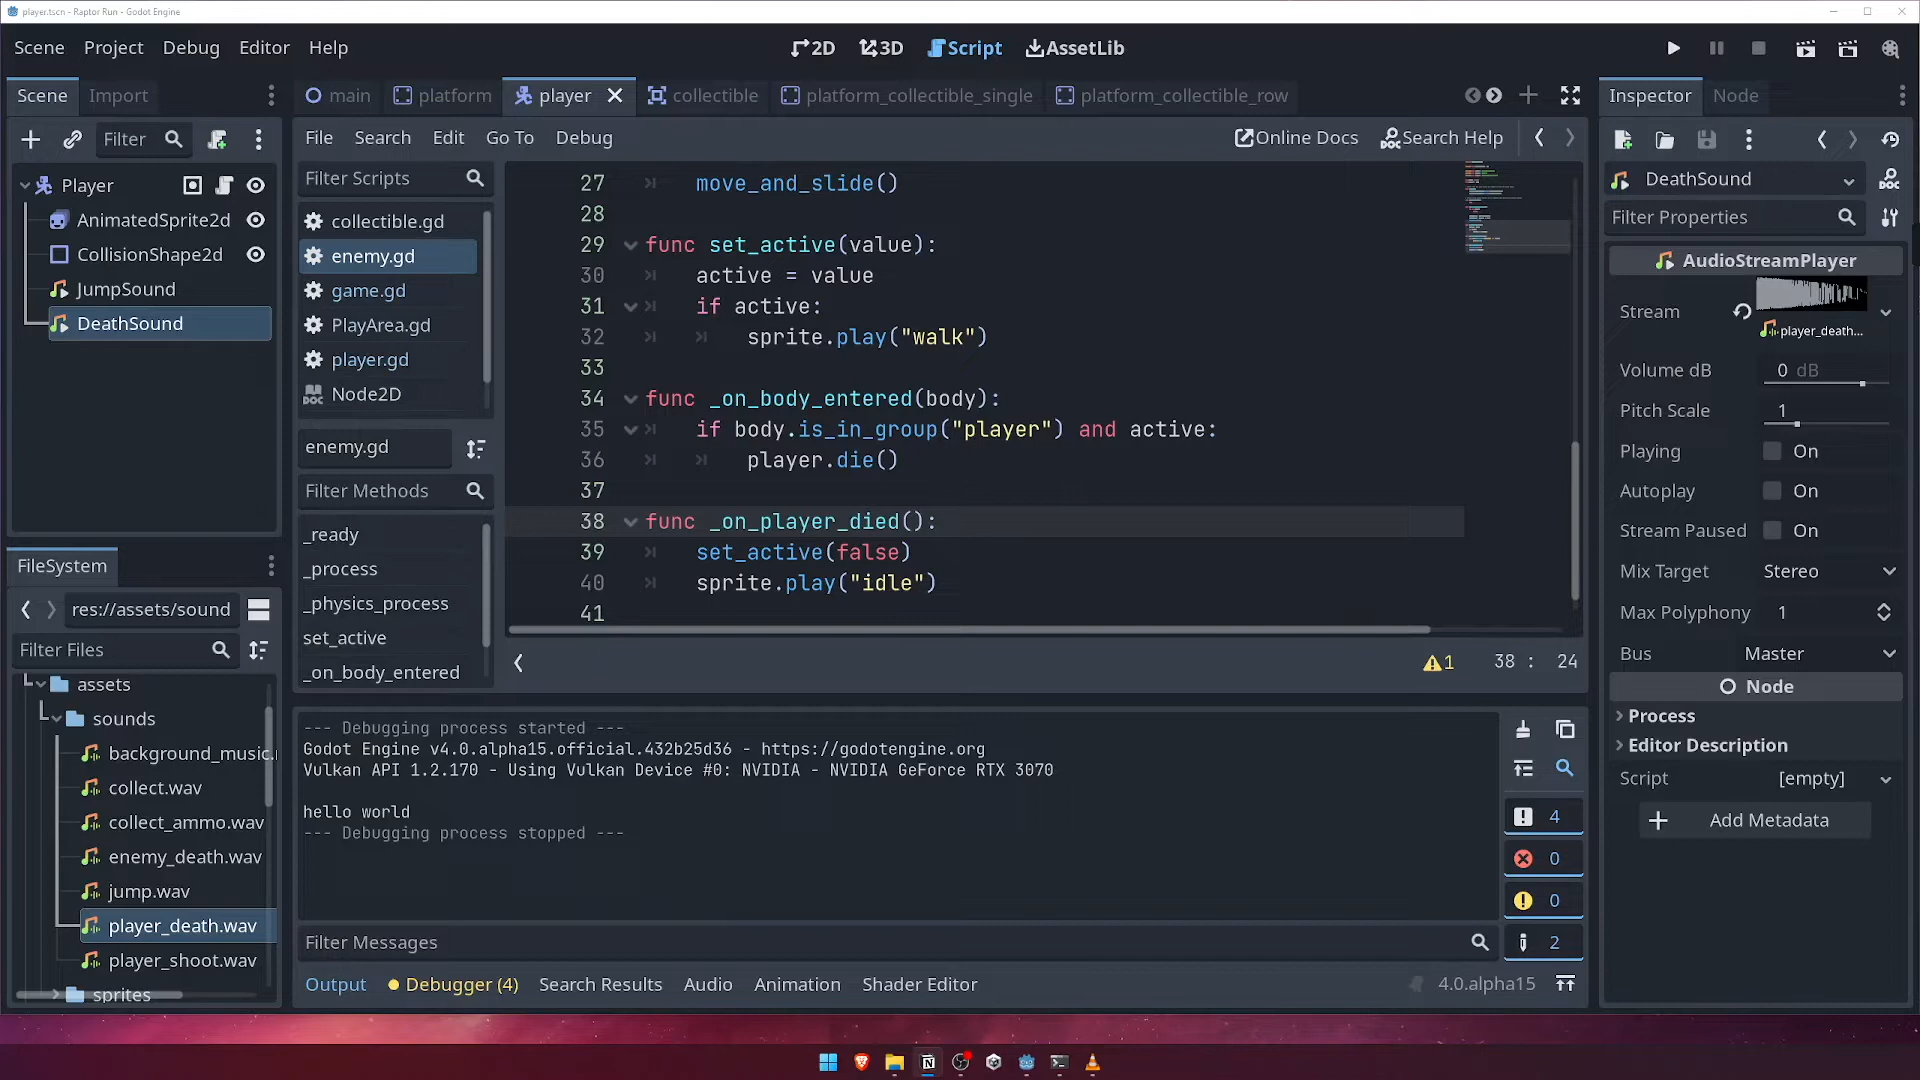 player.tscn - Raptor Run - Godot Engine
Scene Project Debug Editor Help
2D 3D Script AssetLib
Scene Import
main platform player collectible platform_collectible_single platform_collectible_row
Inspector Node
Filter
File Search Edit Go To Debug
Online Docs Search Help
Player
AnimatedSprite2d
CollisionShape2d
JumpSound
DeathSound
Filter Scripts
collectible.gd
enemy.gd
game.gd
PlayArea.gd
player.gd
Node2D
enemy.gd
Filter Methods
_ready
_process
_physics_process
set_active
_on_body_entered
27 move_and_slide()
28
29 func set_active(value):
30 active = value
31 if active:
32 sprite.play("walk")
33
34 func _on_body_entered(body):
35 if body.is_in_group("player") and active:
36 player.die()
37
38 func _on_player_died():
39 set_active(false)
40 sprite.play("idle")
41
1 38 : 24
DeathSound
Filter Properties
AudioStreamPlayer
Stream
player_death...
Volume dB 0 dB
Pitch Scale 1
Playing On
Autoplay On
Stream Paused On
Mix Target Stereo
Max Polyphony 1
Bus Master
Node
Process
Editor Description
Script [empty]
Add Metadata
FileSystem
res://assets/sound
Filter Files
assets
sounds
background_music.
collect.wav
collect_ammo.wav
enemy_death.wav
jump.wav
player_death.wav
player_shoot.wav
sprites
--- Debugging process started ---
Godot Engine v4.0.alpha15.official.432b25d36 - https://godotengine.org
Vulkan API 1.2.170 - Using Vulkan Device #0: NVIDIA - NVIDIA GeForce RTX 3070
hello world
--- Debugging process stopped ---
4
0
0
2
Filter Messages
Output Debugger (4) Search Results Audio Animation Shader Editor
4.0.alpha15